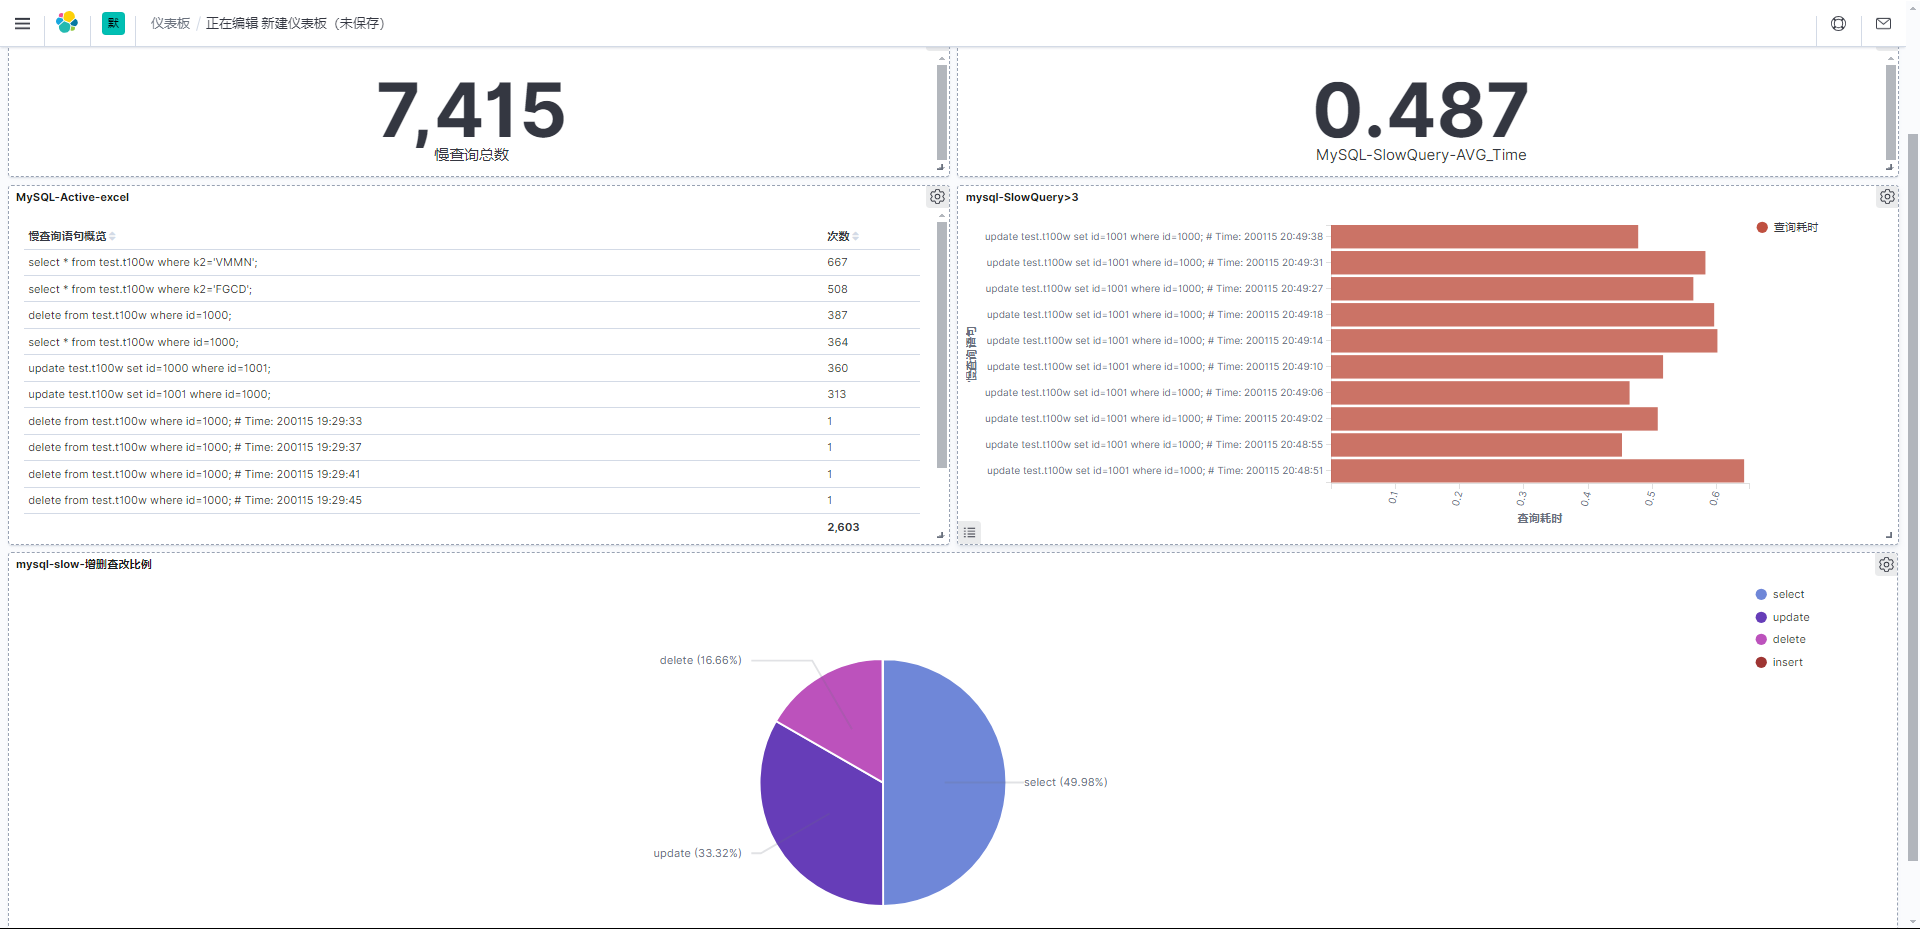 默
仪表板 / 正在编辑 新建仪表板（未保存）
7,415
慢查询总数
0.487
MySQL-SlowQuery-AVG_Time
MySQL-Active-excel
慢查询语句概览 次数
select * from test.t100w where k2='VMMN'; 667
select * from test.t100w where k2='FGCD'; 508
delete from test.t100w where id=1000; 387
select * from test.t100w where id=1000; 364
update test.t100w set id=1000 where id=1001; 360
update test.t100w set id=1001 where id=1000; 313
delete from test.t100w where id=1000; # Time: 200115 19:29:33 1
delete from test.t100w where id=1000; # Time: 200115 19:29:37 1
delete from test.t100w where id=1000; # Time: 200115 19:29:41 1
delete from test.t100w where id=1000; # Time: 200115 19:29:45 1
2,603
mysql-SlowQuery>3
查询耗时
update test.t100w set id=1001 where id=1000; # Time: 200115 20:49:38
update test.t100w set id=1001 where id=1000; # Time: 200115 20:49:31
update test.t100w set id=1001 where id=1000; # Time: 200115 20:49:27
update test.t100w set id=1001 where id=1000; # Time: 200115 20:49:18
update test.t100w set id=1001 where id=1000; # Time: 200115 20:49:14
update test.t100w set id=1001 where id=1000; # Time: 200115 20:49:10
update test.t100w set id=1001 where id=1000; # Time: 200115 20:49:06
update test.t100w set id=1001 where id=1000; # Time: 200115 20:49:02
update test.t100w set id=1001 where id=1000; # Time: 200115 20:48:55
update test.t100w set id=1001 where id=1000; # Time: 200115 20:48:51
0.1 0.2 0.3 0.4 0.5 0.6
查询耗时
mysql-slow-增删查改比例
select
update
delete
insert
delete (16.66%)
select (49.98%)
update (33.32%)